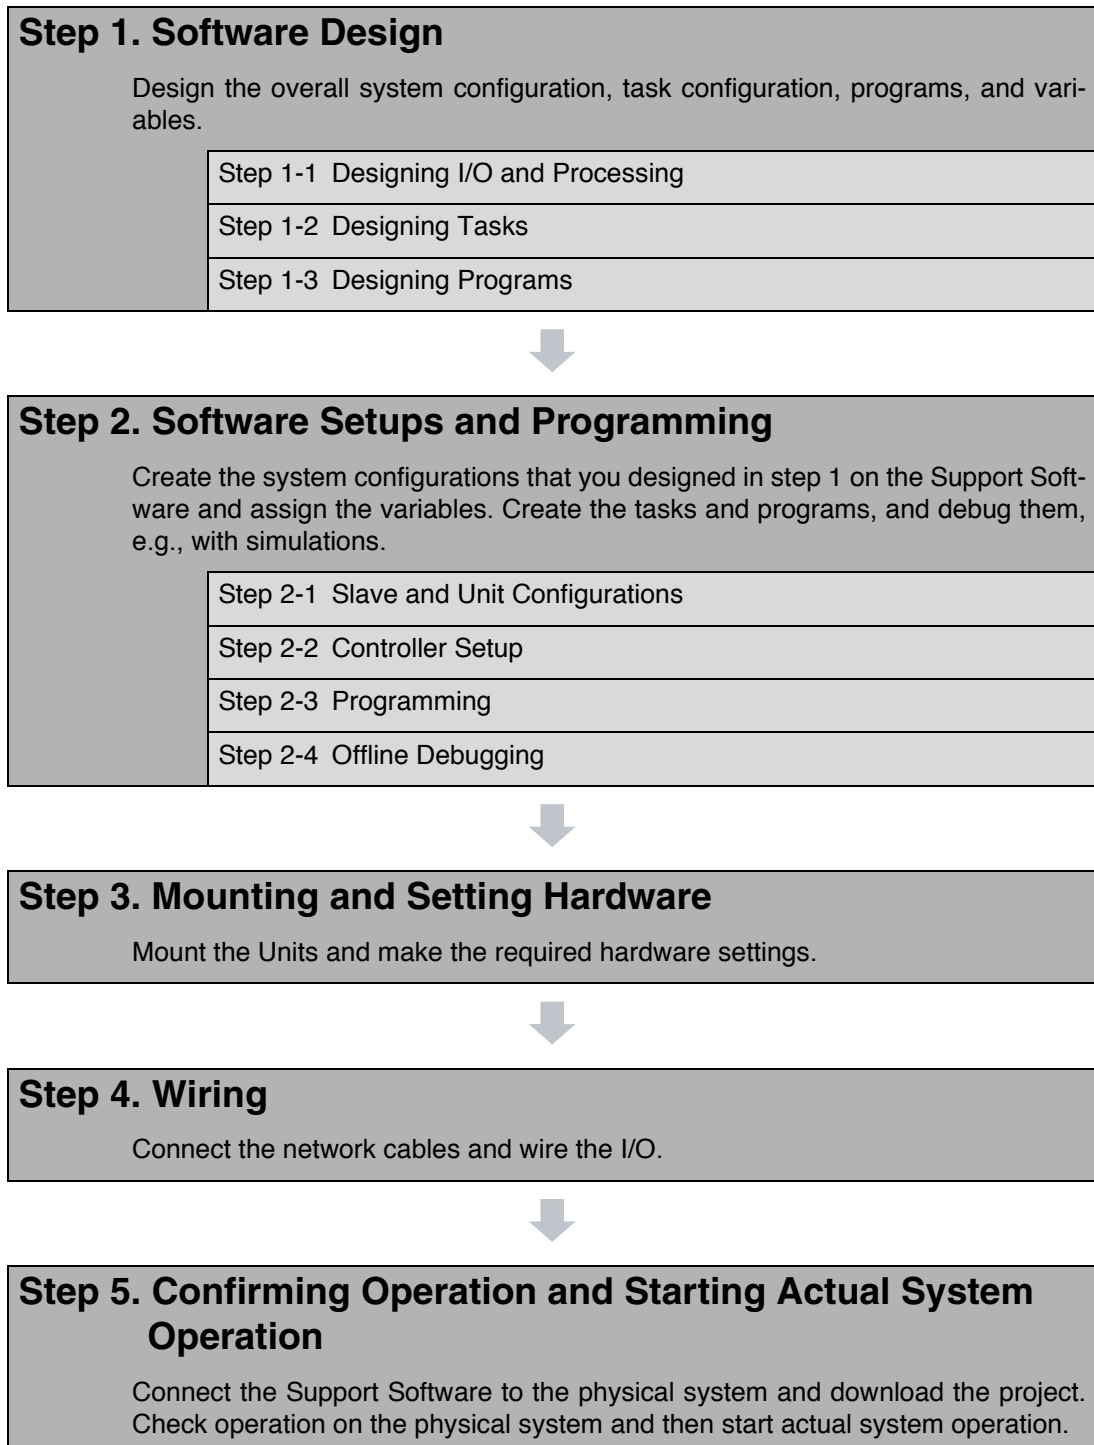 Step 1. Software Design
Design the overall system configuration, task configuration, programs, and vari-
ables.
Step 1-1 Designing I/O and Processing
Step 1-2 Designing Tasks
Step 1-3 Designing Programs
Step 2. Software Setups and Programming
Create the system configurations that you designed in step 1 on the Support Soft-
ware and assign the variables. Create the tasks and programs, and debug them,
e.g., with simulations.
Step 2-1 Slave and Unit Configurations
Step 2-2 Controller Setup
Step 2-3 Programming
Step 2-4 Offline Debugging
Step 3. Mounting and Setting Hardware
Mount the Units and make the required hardware settings.
Step 4. Wiring
Connect the network cables and wire the I/O.
Step 5. Confirming Operation and Starting Actual System
Operation
Connect the Support Software to the physical system and download the project.
Check operation on the physical system and then start actual system operation.